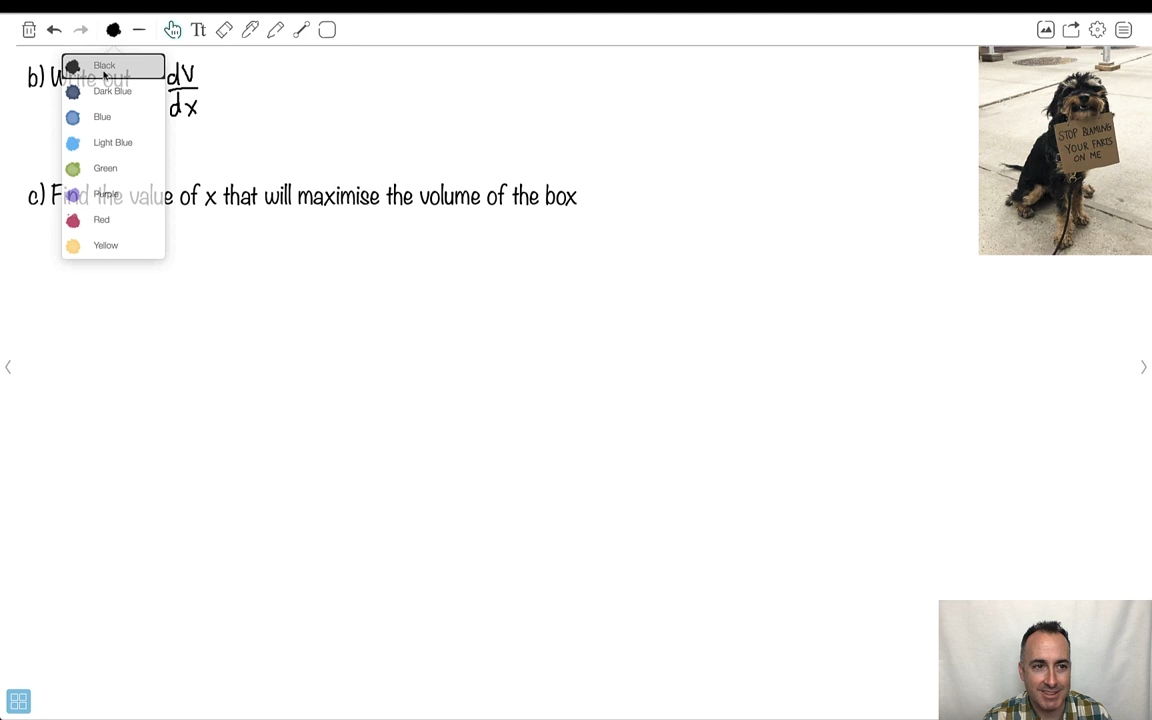 Tt
Black
b) Write out dV
dx
Dark Blue
Blue
Light Blue
Green
Purple
c) Find the value of x that will maximise the volume of the box
Red
Yellow
STOP BLAMING
YOUR FARTS
ON ME